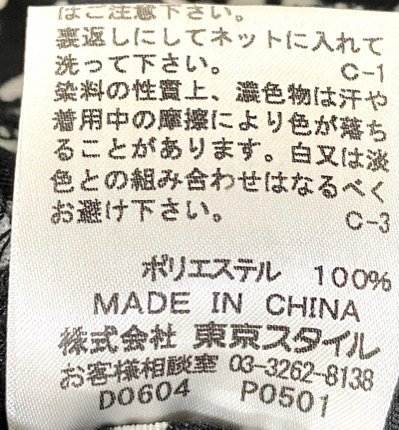 はご注意下さい。
裏返しにしてネットに入れて
洗って下さい。 C-1
染料の性質上、濃色物は汗や
着用中の摩擦により色が落ち
ることがあります。白又は淡
色との組み合わせはなるべく
お避け下さい。 C-3
ポリエステル 100%
MADE IN CHINA
株式会社 東京スタイル
お客様相談室 03-3262-8138
D0604 P0501